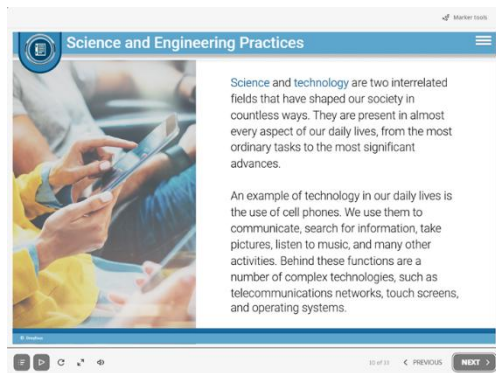 Marker tools
Science and Engineering Practices
Science and technology are two interrelated
fields that have shaped our society in
countless ways. They are present in almost
every aspect of our daily lives, from the most
ordinary tasks to the most significant
advances.
An example of technology in our daily lives is
the use of cell phones. We use them to
communicate, search for information, take
pictures, listen to music, and many other
activities. Behind these functions are a
number of complex technologies, such as
telecommunications networks, touch screens,
and operating systems.
10 of 11 < PREVIOUS NEXT >